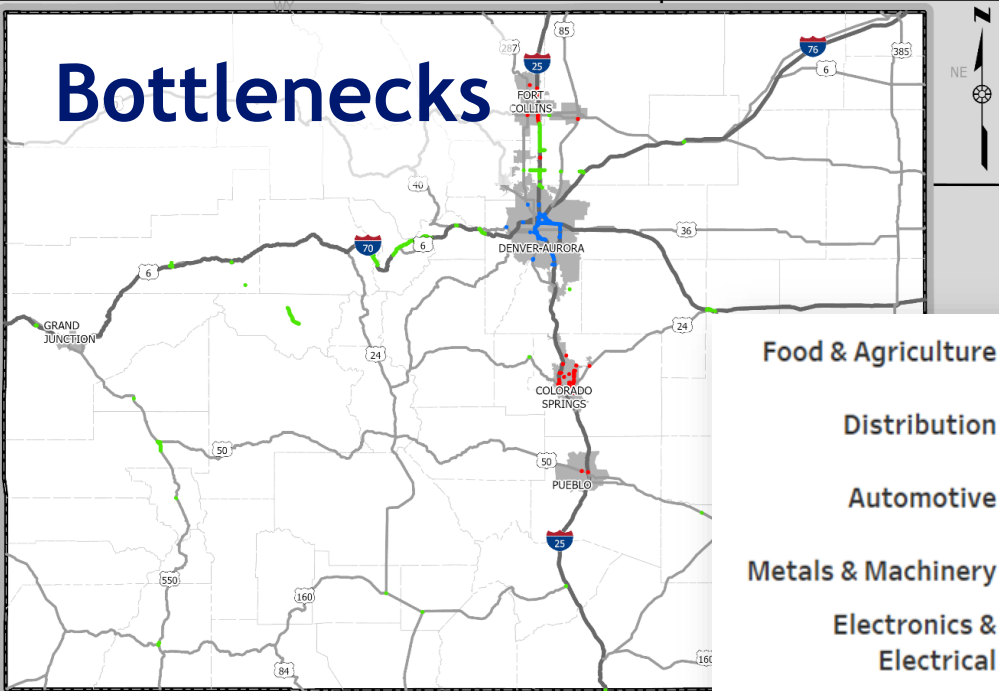 WY
Bottlenecks
287
85
25
76
6
385
N
NE
FORT
COLLINS
40
36
DENVER-AURORA
70
6
6
GRAND
JUNCTION
24
24
COLORADO
SPRINGS
50
50
PUEBLO
25
550
160
84
160
Food & Agriculture
Distribution
Automotive
Metals & Machinery
Electronics &
Electrical